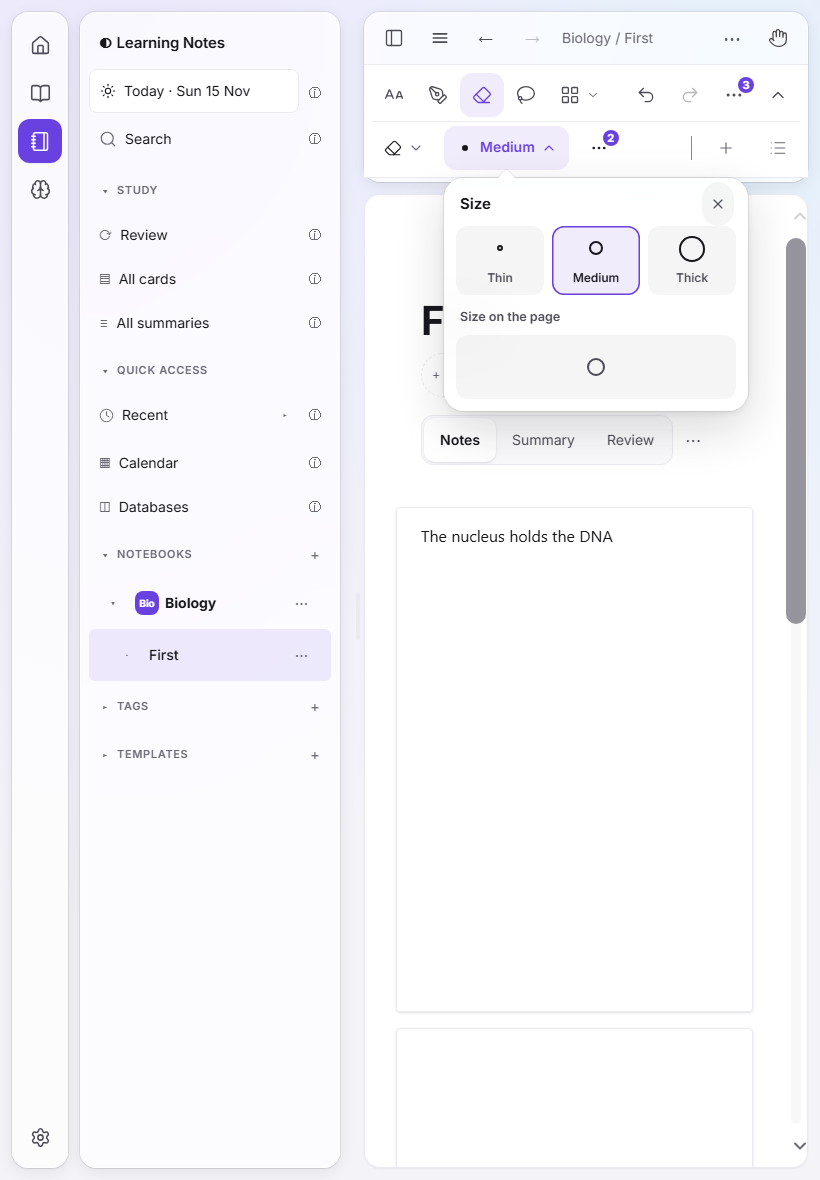 Learning Notes
Today · Sun 15 Nov
Search
STUDY
Review
All cards
All summaries
QUICK ACCESS
Recent
Calendar
Databases
NOTEBOOKS
Bio Biology
First
TAGS
TEMPLATES
Biology / First
AA
3
Medium
2
Size
Thin
Medium
Thick
Size on the page
F
Notes
Summary
Review
The nucleus holds the DNA